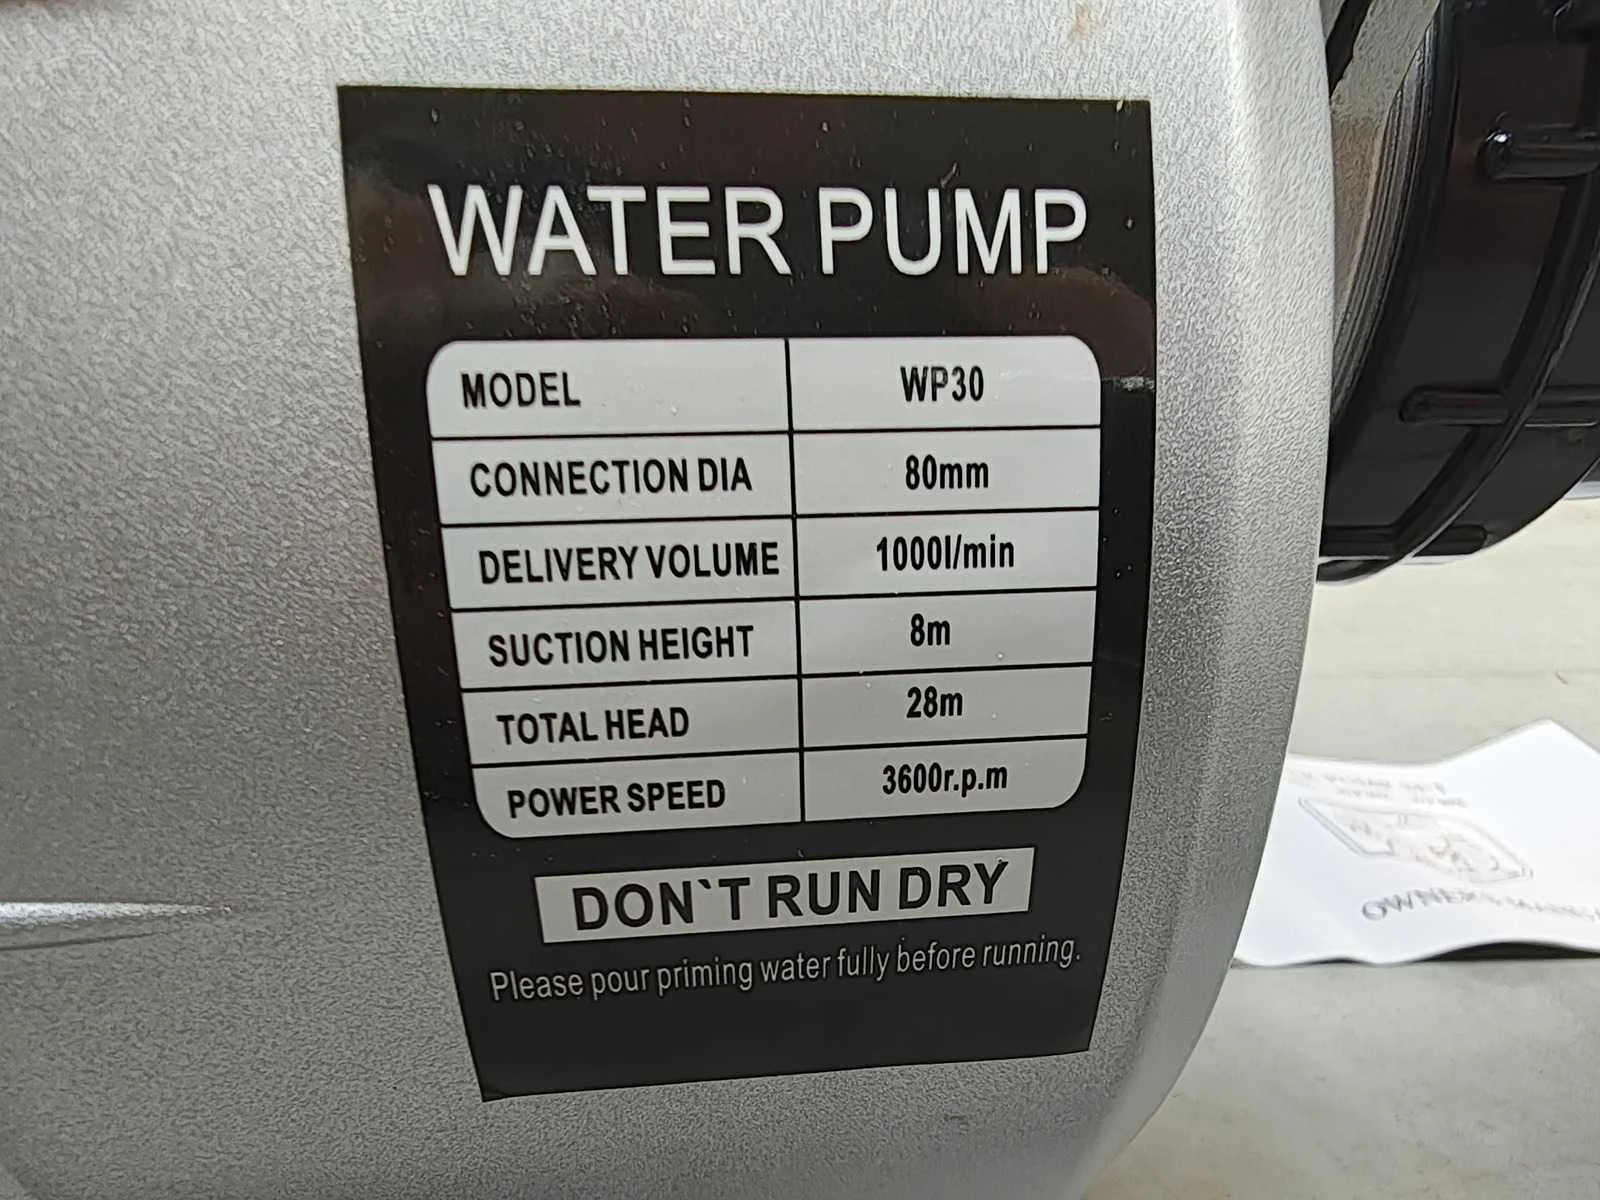 WATER PUMP
MODEL WP30
CONNECTION DIA 80mm
DELIVERY VOLUME 1000l/min
SUCTION HEIGHT 8m
TOTAL HEAD 28m
POWER SPEED 3600r.p.m
DON`T RUN DRY
Please pour priming water fully before running.
OWNER'S